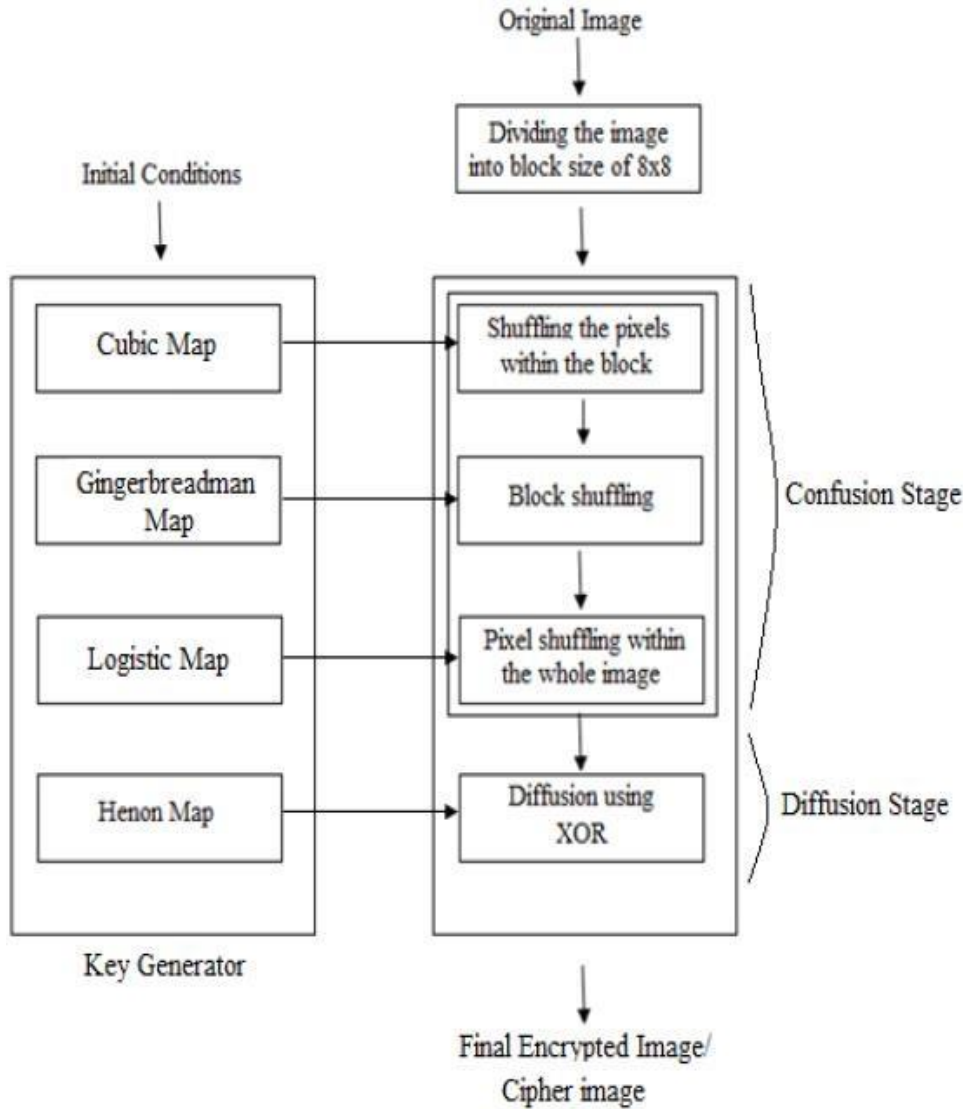 Original Image
Dividing the image
into block size of 8x8
Initial Conditions
Cubic Map
Shuffling the pixels
within the block
Gingerbreadman
Map
Block shuffling
Confusion Stage
Logistic Map
Pixel shuffling within
the whole image
Henon Map
Diffusion using
XOR
Diffusion Stage
Key Generator
Final Encrypted Image/
Cipher image